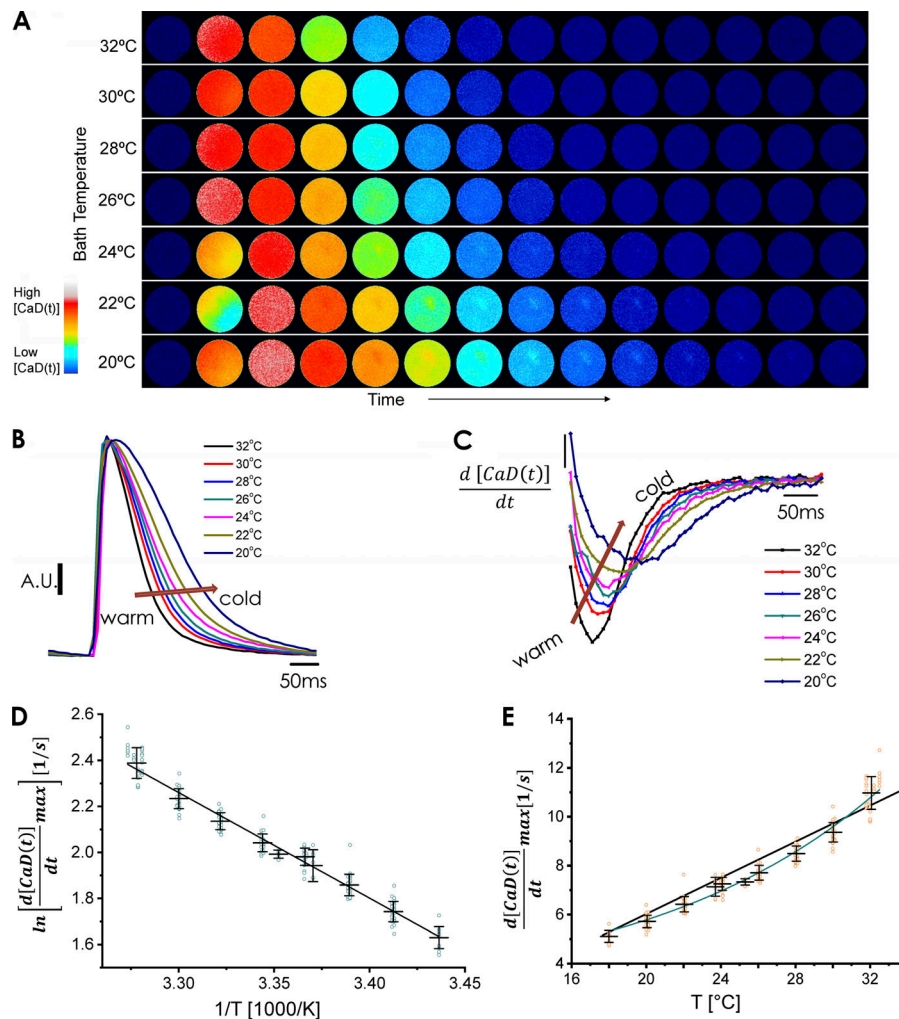 A
32ºC
30ºC
28ºC
26ºC
24ºC
22ºC
20ºC
Bath Temperature
High
[CaD(t)]
Low
[CaD(t)]
Time
B
32°C
30°C
28°C
26°C
24°C
22°C
20°C
A.U.
warm
cold
50ms
C
d [CaD(t)]
dt
cold
warm
50ms
32°C
30°C
28°C
26°C
24°C
22°C
20°C
D
ln[d[CaD(t)]/dt max] [1/s]
2.6
2.4
2.2
2.0
1.8
1.6
3.30
3.35
3.40
3.45
1/T [1000/K]
E
d[CaD(t)]/dt max[1/s]
14
12
10
8
6
4
16
20
24
28
32
T [°C]